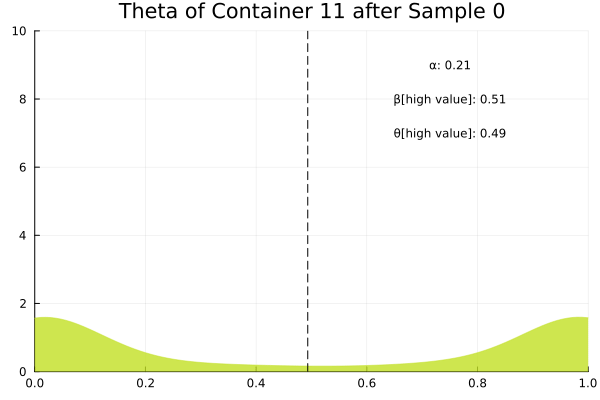 Theta of Container 11 after Sample 0
10
α: 0.21
8
β[high value]: 0.51
θ[high value]: 0.49
6
4
2
0
0.0 0.2 0.4 0.6 0.8 1.0